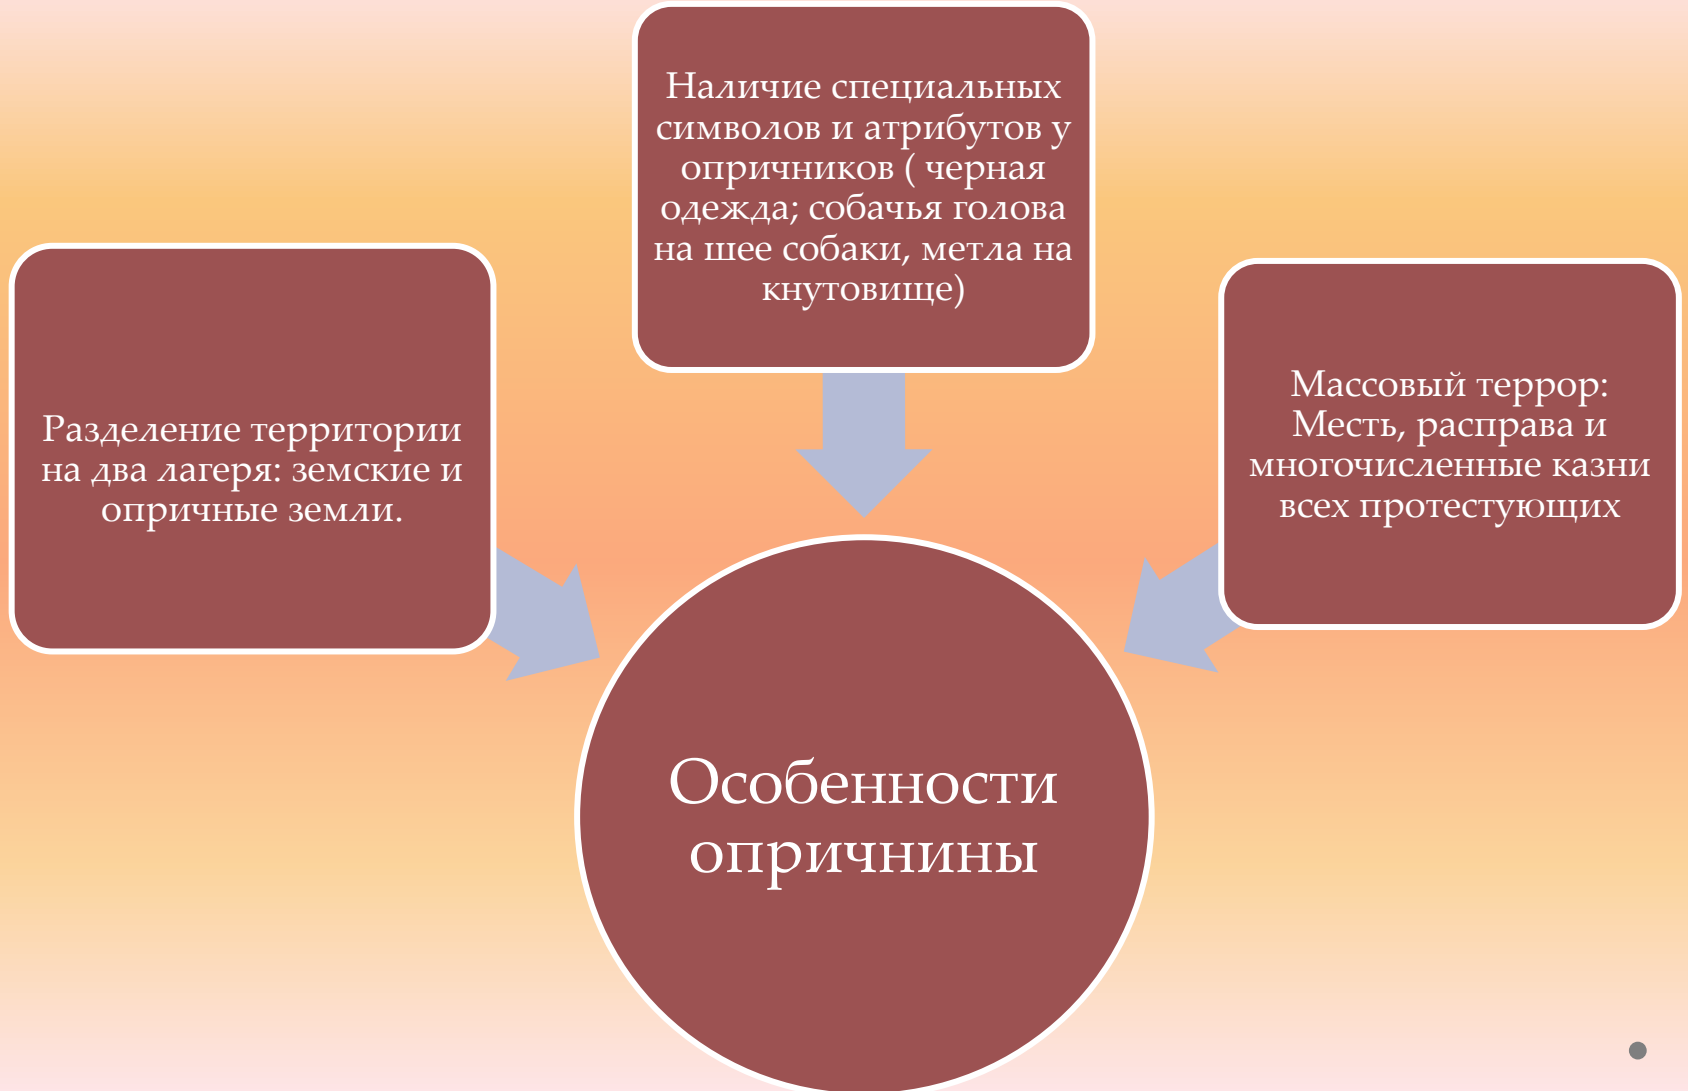 Наличие специальных
символов и атрибутов у
опричников ( черная
одежда; собачья голова
на шее собаки, метла на
кнутовище)
Разделение территории
на два лагеря: земские и
опричные земли.
Массовый террор:
Месть, расправа и
многочисленные казни
всех протестующих
Особенности
опричнины